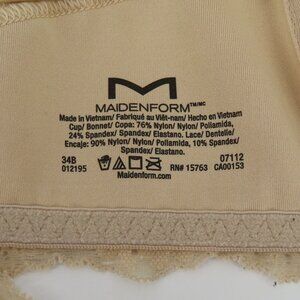 MAIDENFORM™/MC
Made in Vietnam/ Fabriqué au Viêt-nam/ Hecho en Vietnam
Cup/ Bonnet/ Copa: 76% Nylon/ Nylon/ Poliamida,
24% Spandex/ Spandex/ Elastano. Lace/ Dentelle/
Encaje: 90% Nylon/ Nylon/ Poliamida, 10% Spandex/
Spandex/ Elastano.
34B 07112
012195 RN# 15763 CA00153
Maidenform.com